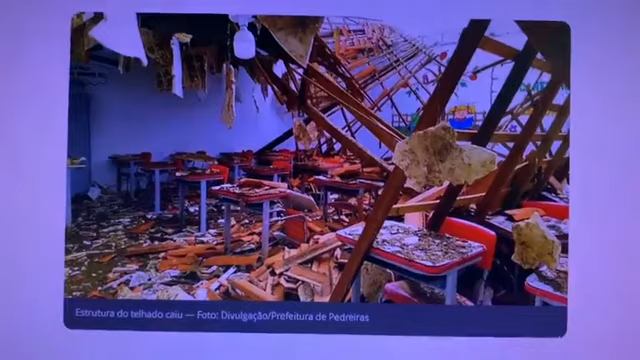 Estrutura do telhado caiu — Foto: Divulgação/Prefeitura de Pedreiras